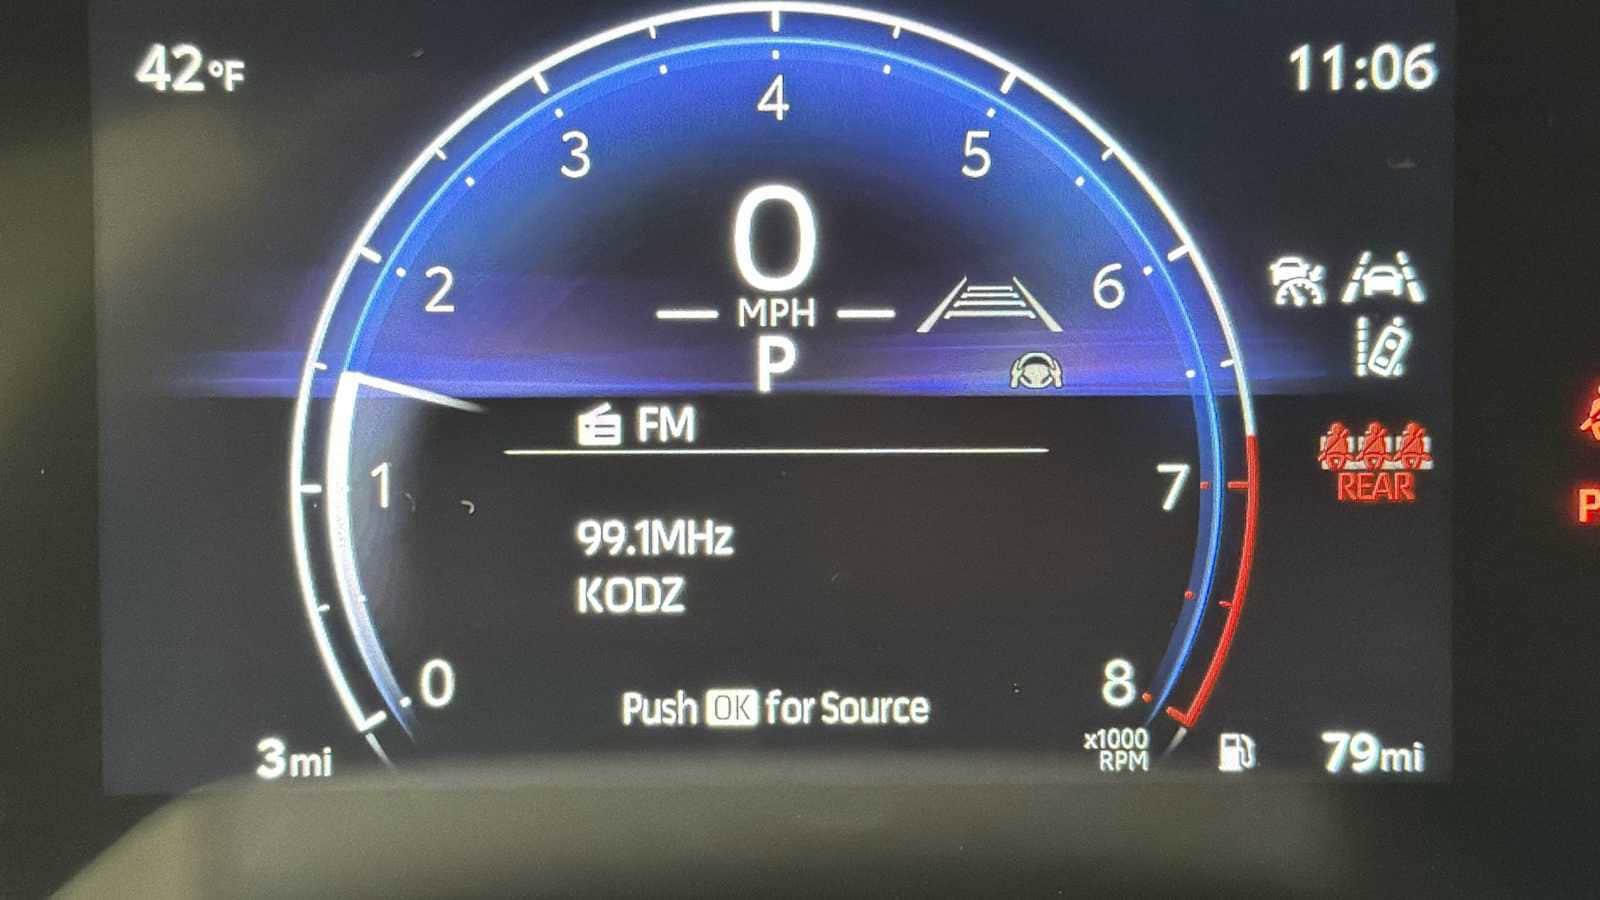 42°F
11:06
4
3
5
0
2
6
MPH
P
FM
1
7
REAR
99.1MHz
KODZ
0
8
Push OK for Source
x1000
RPM
3mi
79mi